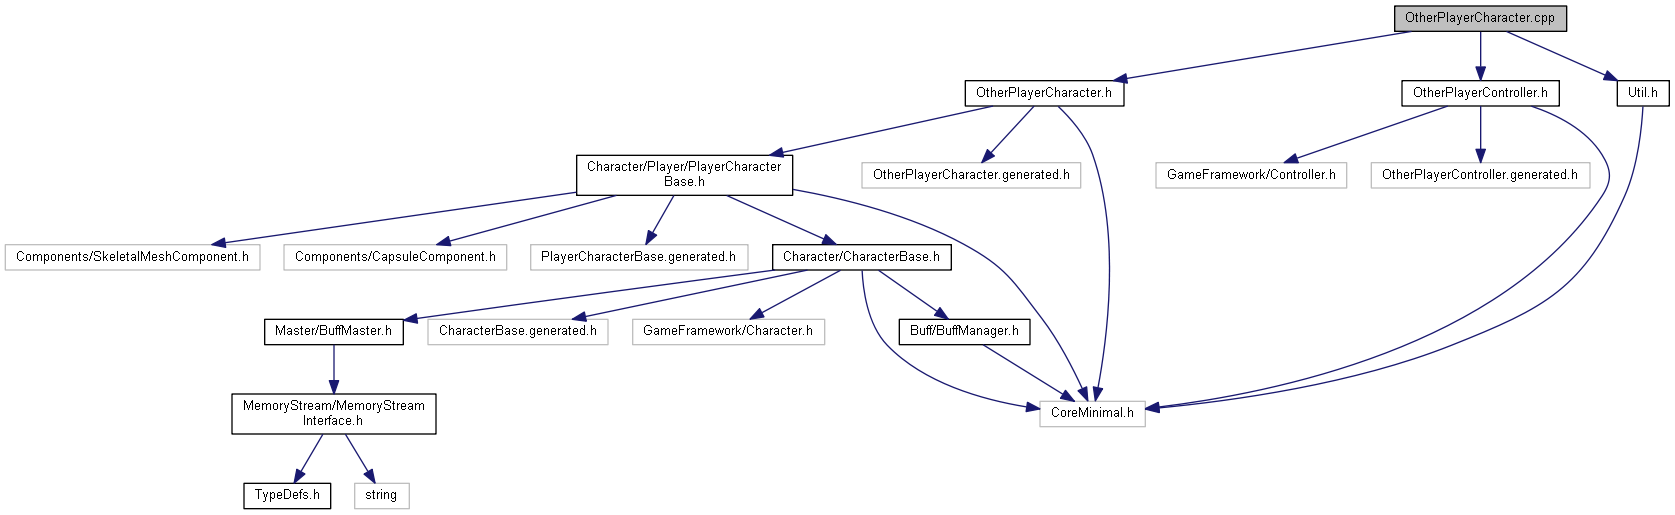 OtherPlayerCharacter.cpp
OtherPlayerCharacter.h
OtherPlayerController.h
Util.h
Character/Player/PlayerCharacter
Base.h
OtherPlayerCharacter.generated.h
GameFramework/Controller.h
OtherPlayerController.generated.h
Components/SkeletalMeshComponent.h
Components/CapsuleComponent.h
PlayerCharacterBase.generated.h
Character/CharacterBase.h
Master/BuffMaster.h
CharacterBase.generated.h
GameFramework/Character.h
Buff/BuffManager.h
MemoryStream/MemoryStream
Interface.h
CoreMinimal.h
TypeDefs.h
string